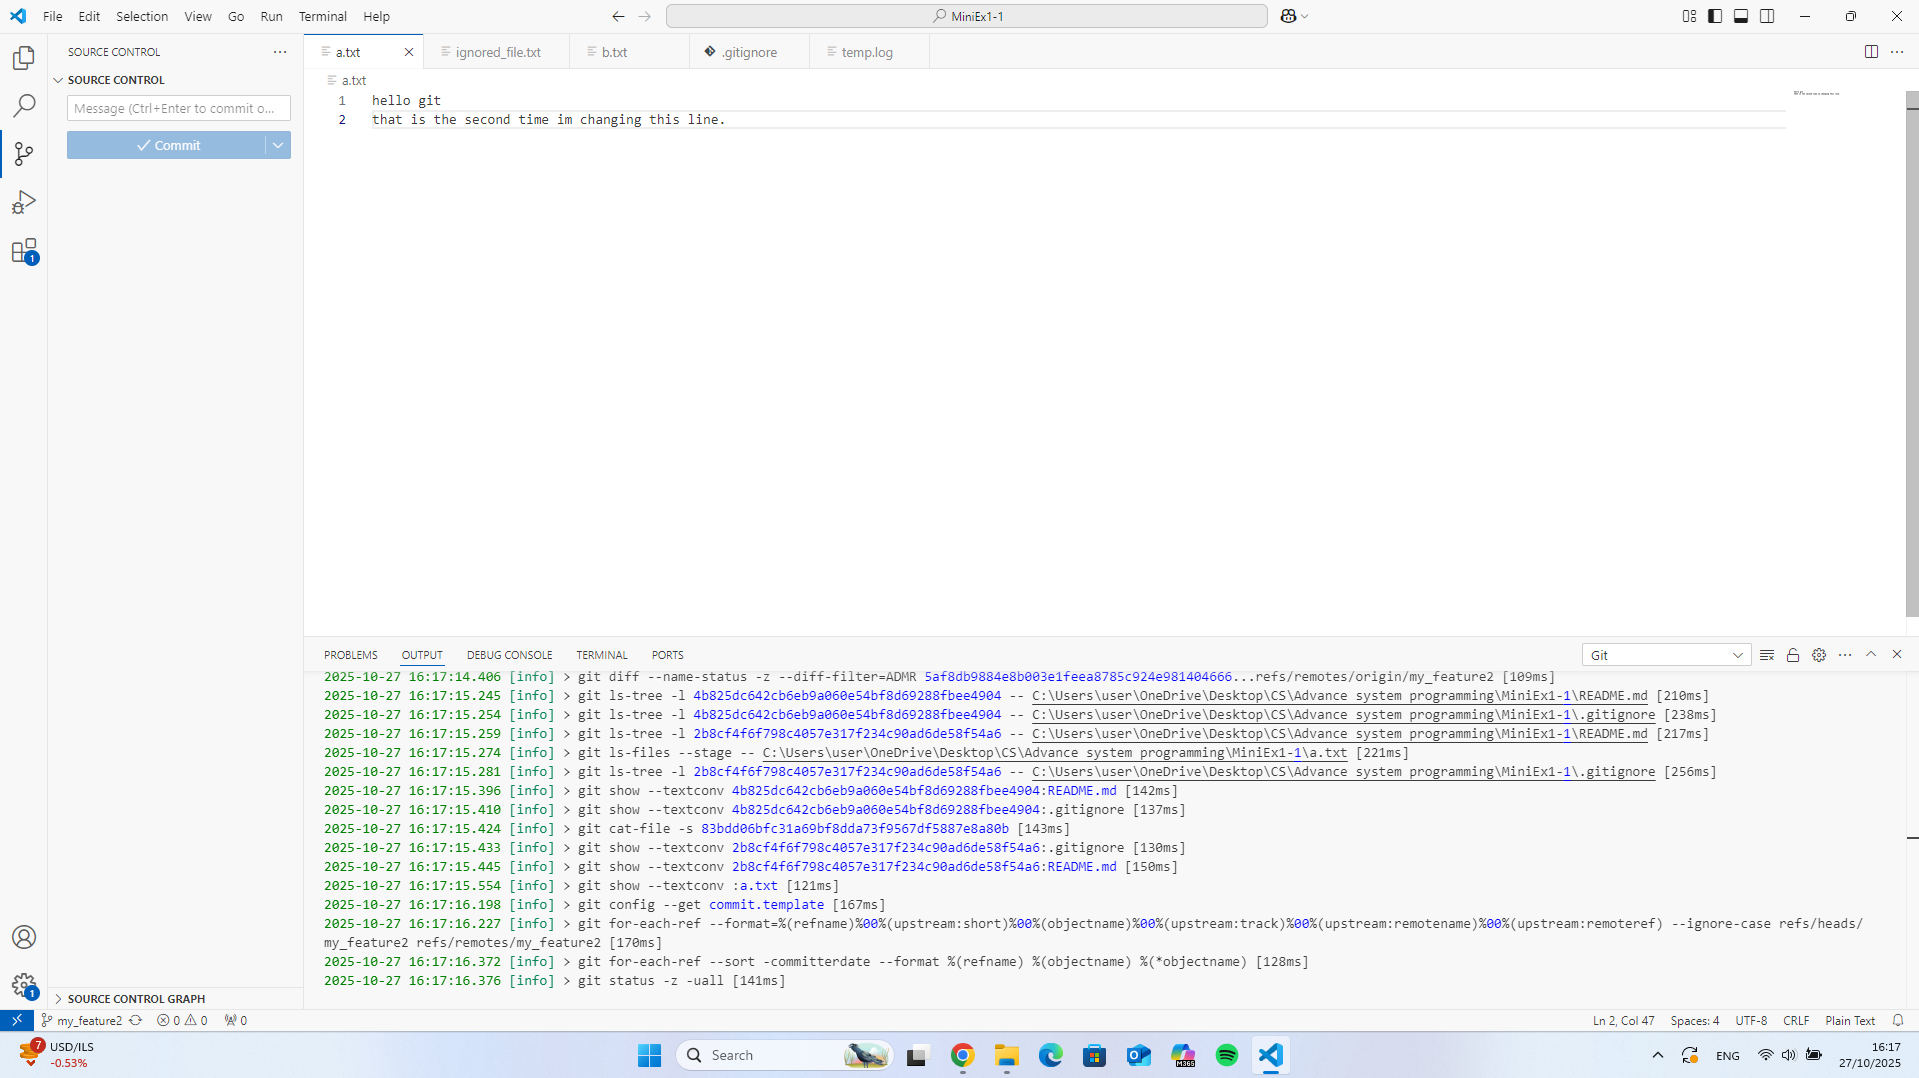 File Edit Selection View Go Run Terminal Help
MiniEx1-1
SOURCE CONTROL
SOURCE CONTROL
Message (Ctrl+Enter to commit o...
Commit
1
a.txt
ignored_file.txt
b.txt
.gitignore
temp.log
a.txt
1 hello git
2 that is the second time im changing this line.
PROBLEMS OUTPUT DEBUG CONSOLE TERMINAL PORTS
Git
2025-10-27 16:17:14.406 [info] > git diff --name-status -z --diff-filter=ADMR 5af8db9884e8b003e1feea8785c924e981404666...refs/remotes/origin/my_feature2 [109ms]
2025-10-27 16:17:15.245 [info] > git ls-tree -l 4b825dc642cb6eb9a060e54bf8d69288fbee4904 -- C:\Users\user\OneDrive\Desktop\CS\Advance system programming\MiniEx1-1\README.md [210ms]
2025-10-27 16:17:15.254 [info] > git ls-tree -l 4b825dc642cb6eb9a060e54bf8d69288fbee4904 -- C:\Users\user\OneDrive\Desktop\CS\Advance system programming\MiniEx1-1\.gitignore [238ms]
2025-10-27 16:17:15.259 [info] > git ls-tree -l 2b8cf4f6f798c4057e317f234c90ad6de58f54a6 -- C:\Users\user\OneDrive\Desktop\CS\Advance system programming\MiniEx1-1\README.md [217ms]
2025-10-27 16:17:15.274 [info] > git ls-files --stage -- C:\Users\user\OneDrive\Desktop\CS\Advance system programming\MiniEx1-1\a.txt [221ms]
2025-10-27 16:17:15.281 [info] > git ls-tree -l 2b8cf4f6f798c4057e317f234c90ad6de58f54a6 -- C:\Users\user\OneDrive\Desktop\CS\Advance system programming\MiniEx1-1\.gitignore [256ms]
2025-10-27 16:17:15.396 [info] > git show --textconv 4b825dc642cb6eb9a060e54bf8d69288fbee4904:README.md [142ms]
2025-10-27 16:17:15.410 [info] > git show --textconv 4b825dc642cb6eb9a060e54bf8d69288fbee4904:.gitignore [137ms]
2025-10-27 16:17:15.424 [info] > git cat-file -s 83bdd06bfc31a69bf8dda73f9567df5887e8a80b [143ms]
2025-10-27 16:17:15.433 [info] > git show --textconv 2b8cf4f6f798c4057e317f234c90ad6de58f54a6:.gitignore [130ms]
2025-10-27 16:17:15.445 [info] > git show --textconv 2b8cf4f6f798c4057e317f234c90ad6de58f54a6:README.md [150ms]
2025-10-27 16:17:15.554 [info] > git show --textconv :a.txt [121ms]
2025-10-27 16:17:16.198 [info] > git config --get commit.template [167ms]
2025-10-27 16:17:16.227 [info] > git for-each-ref --format=%(refname)%00%(upstream:short)%00%(objectname)%00%(upstream:track)%00%(upstream:remotename)%00%(upstream:remoteref) --ignore-case refs/heads/
my_feature2 refs/remotes/my_feature2 [170ms]
2025-10-27 16:17:16.372 [info] > git for-each-ref --sort -committerdate --format %(refname) %(objectname) %(*objectname) [128ms]
2025-10-27 16:17:16.376 [info] > git status -z -uall [141ms]
1
SOURCE CONTROL GRAPH
my_feature2 0 0 0
Ln 2, Col 47 Spaces: 4 UTF-8 CRLF Plain Text
7
USD/ILS
-0.53%
Search
M365
ENG
16:17
27/10/2025